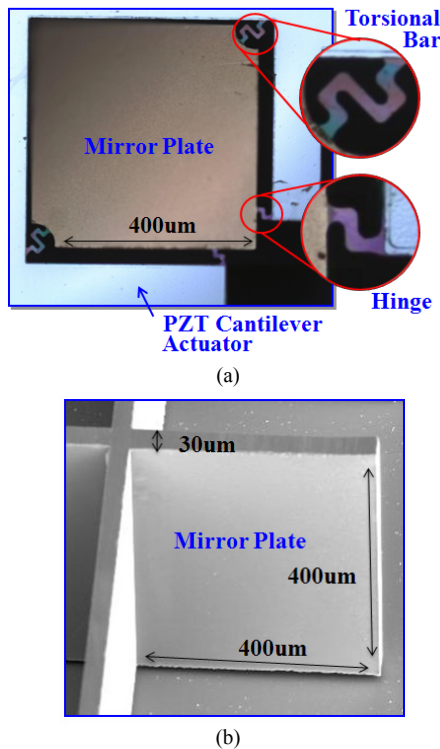 Torsional
Bar
Mirror Plate
400um
Hinge
PZT Cantilever
Actuator
(a)
30um
Mirror Plate
400um
400um
(b)